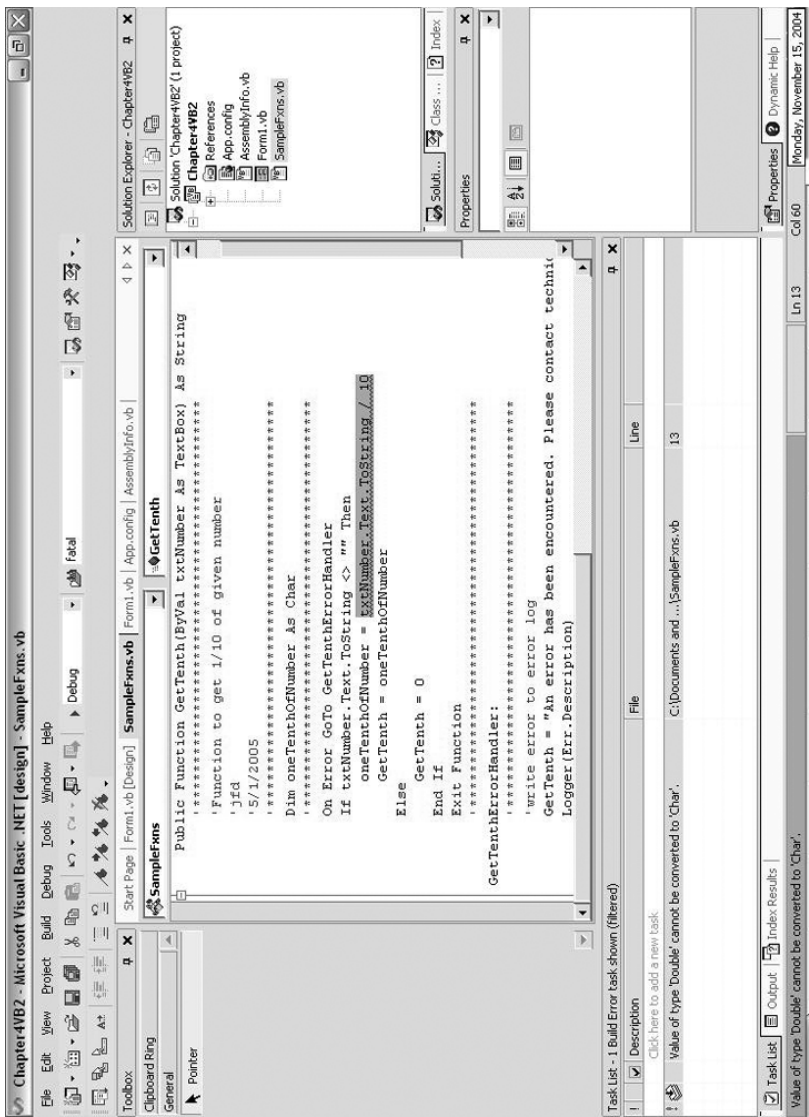 Chapter4VB2 - Microsoft Visual Basic .NET [design] - SampleFxns.vb
File Edit View Project Build Debug Tools Window Help
Debug
Fatal
Toolbox
Clipboard Ring
General
Pointer
Start Page | Form1.vb [Design] | SampleFxns.vb | Form1.vb | App.config | AssemblyInfo.vb
SampleFxns
GetTenth
Public Function GetTenth(ByVal txtNumber As TextBox) As String
'Function to get 1/10 of given number
'jfd
'5/1/2005
Dim oneTenthOfNumber As Char
On Error GoTo GetTenthErrorHandler
If txtNumber.Text.ToString <> "" Then
oneTenthOfNumber = txtNumber.Text.ToString / 10
GetTenth = oneTenthOfNumber
Else
GetTenth = 0
End If
Exit Function
GetTenthErrorHandler:
'write error to error log
GetTenth = "An error has been encountered. Please contact techni
Logger(Err.Description)
Solution Explorer - Chapter4VB2
Solution 'Chapter4VB2' (1 project)
Chapter4VB2
References
App.config
AssemblyInfo.vb
Form1.vb
SampleFxns.vb
Soluti... Class ... Index
Properties
Properties Dynamic Help
Task List - 1 Build Error task shown (filtered)
! Description File Line
Click here to add a new task
! Value of type 'Double' cannot be converted to 'Char'. C:\Documents and ...\SampleFxns.vb 13
Task List Output Index Results
Value of type 'Double' cannot be converted to 'Char'. Ln 13 Col 60
Monday, November 15, 2004